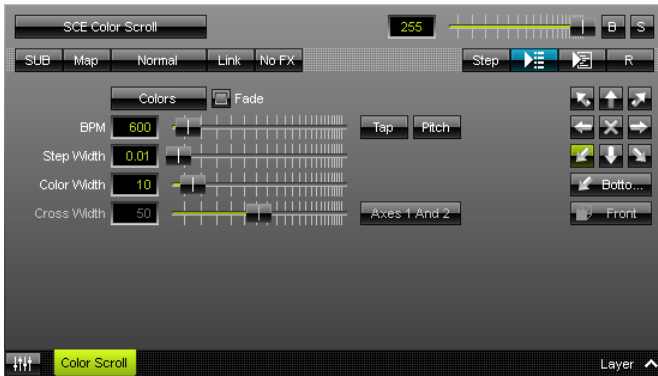 SCE Color Scroll 255 B S
SUB Map Normal Link No FX Step R
Colors Fade
BPM 600 Tap Pitch
Step Width 0.01
Color Width 10 Botto...
Cross Width 50 Axes 1 And 2 Front
Color Scroll Layer